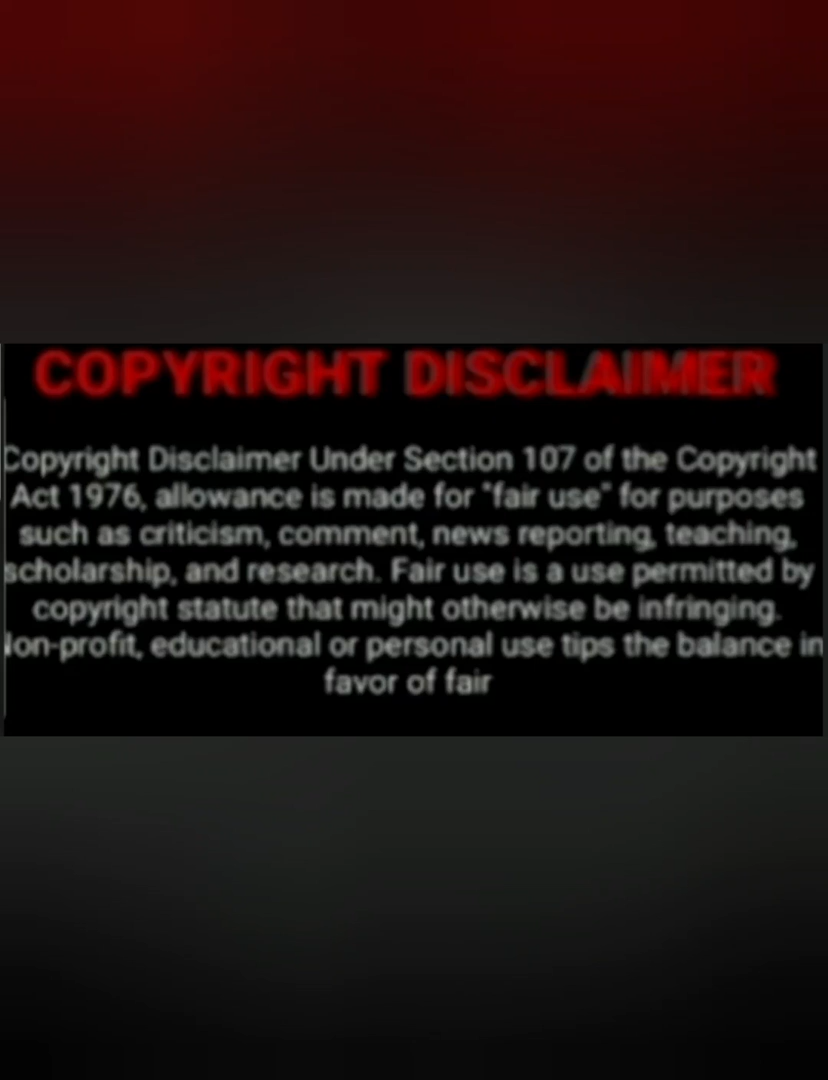 COPYRIGHT DISCLAIMER
Copyright Disclaimer Under Section 107 of the Copyright
Act 1976, allowance is made for "fair use" for purposes
such as criticism, comment, news reporting, teaching,
scholarship, and research. Fair use is a use permitted by
copyright statute that might otherwise be infringing.
Non-profit, educational or personal use tips the balance in
favor of fair